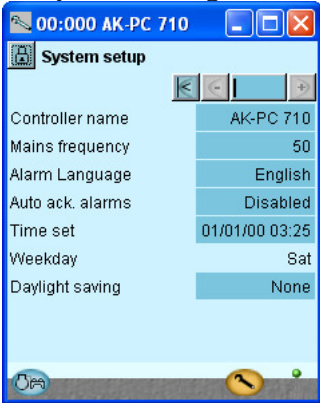 00:000 AK-PC 710
System setup
Controller name AK-PC 710
Mains frequency 50
Alarm Language English
Auto ack. alarms Disabled
Time set 01/01/00 03:25
Weekday Sat
Daylight saving None